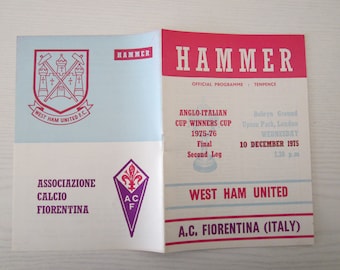 HAMMER
WEST HAM UNITED F.C.
ASSOCIAZIONE
CALCIO
FIORENTINA
A C
F
HAMMER
OFFICIAL PROGRAMME : TENPENCE
ANGLO-ITALIAN
CUP WINNERS CUP
1975-76
Final
Second Leg
Boleyn Ground
Upton Park, London
WEDNESDAY
10 DECEMBER 1975
7.30 p.m
WEST HAM UNITED
A.C. FIORENTINA (ITALY)